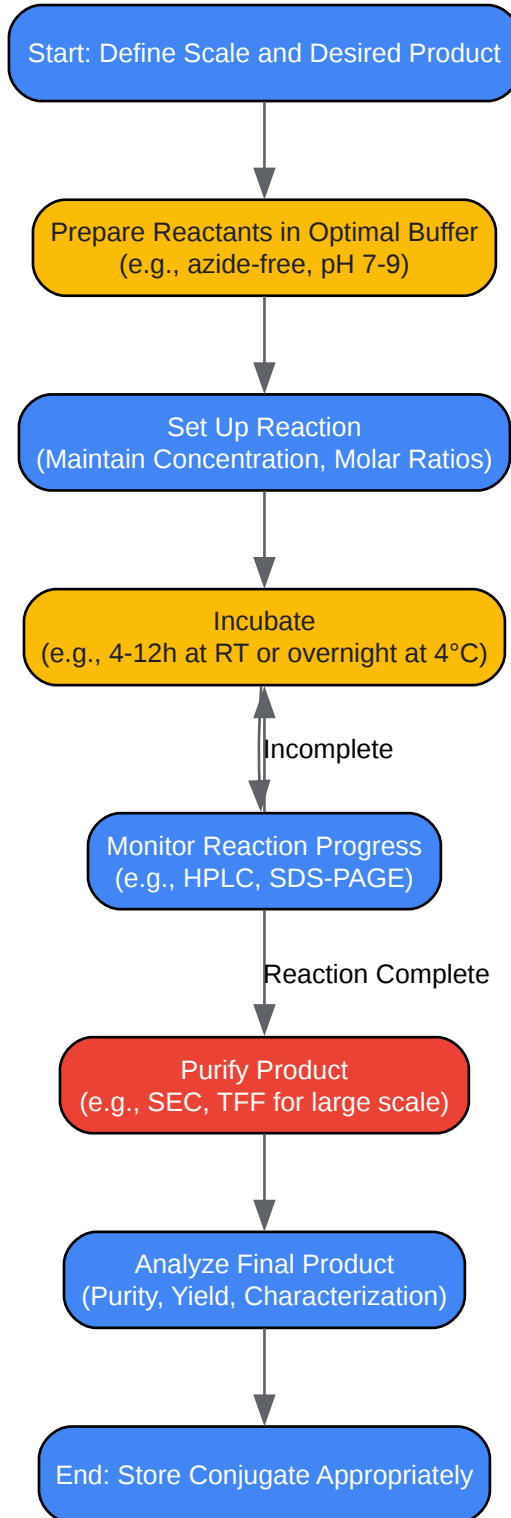 Start: Define Scale and Desired Product
Prepare Reactants in Optimal Buffer
(e.g., azide-free, pH 7-9)
Set Up Reaction
(Maintain Concentration, Molar Ratios)
Incubate
(e.g., 4-12h at RT or overnight at 4°C)
Incomplete
Monitor Reaction Progress
(e.g., HPLC, SDS-PAGE)
Reaction Complete
Purify Product
(e.g., SEC, TFF for large scale)
Analyze Final Product
(Purity, Yield, Characterization)
End: Store Conjugate Appropriately